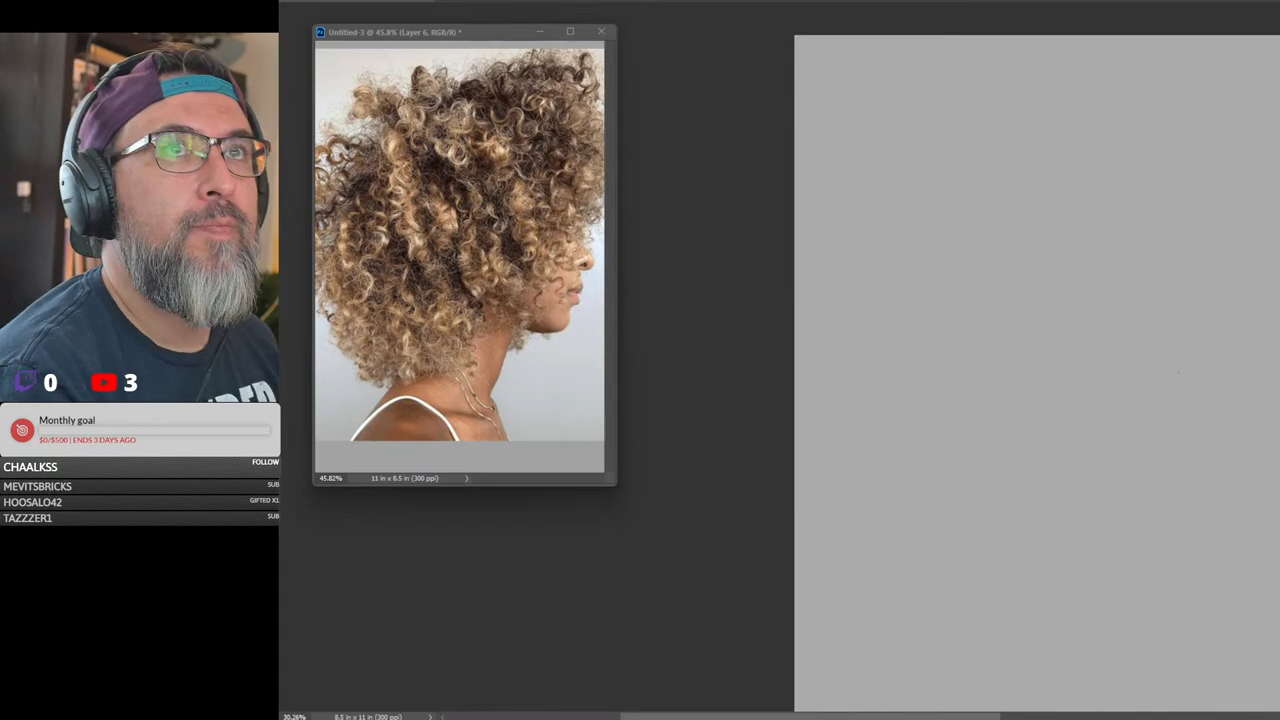 Ps Untitled-3 @ 45.8% (Layer 6, RGB/8) *
0 3
Monthly goal
$0/$500 | ENDS 3 DAYS AGO
CHAALKSS FOLLOW
MEVITSBRICKS SUB
HOOSALO42 GIFTED X1
TAZZZER1 SUB
45.82% 11 in x 8.5 in (300 ppi)
30.26% 8.5 in x 11 in (300 ppi)